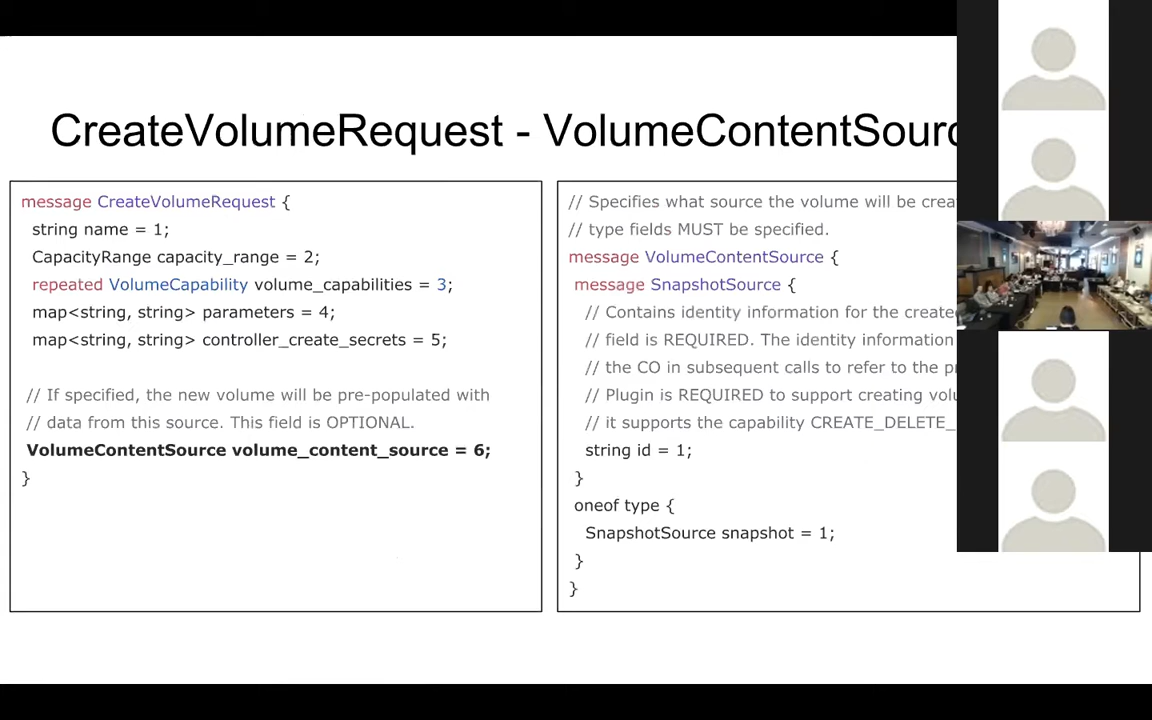 CreateVolumeRequest - VolumeContentSourc
message CreateVolumeRequest {
string name = 1;
CapacityRange capacity_range = 2;
repeated VolumeCapability volume_capabilities = 3;
map<string, string> parameters = 4;
map<string, string> controller_create_secrets = 5;
// If specified, the new volume will be pre-populated with
// data from this source. This field is OPTIONAL.
VolumeContentSource volume_content_source = 6;
}
// Specifies what source the volume will be crea
// type fields MUST be specified.
message VolumeContentSource {
message SnapshotSource {
// Contains identity information for the create
// field is REQUIRED. The identity information
// the CO in subsequent calls to refer to the p
// Plugin is REQUIRED to support creating vol
// it supports the capability CREATE_DELETE_
string id = 1;
}
oneof type {
SnapshotSource snapshot = 1;
}
}